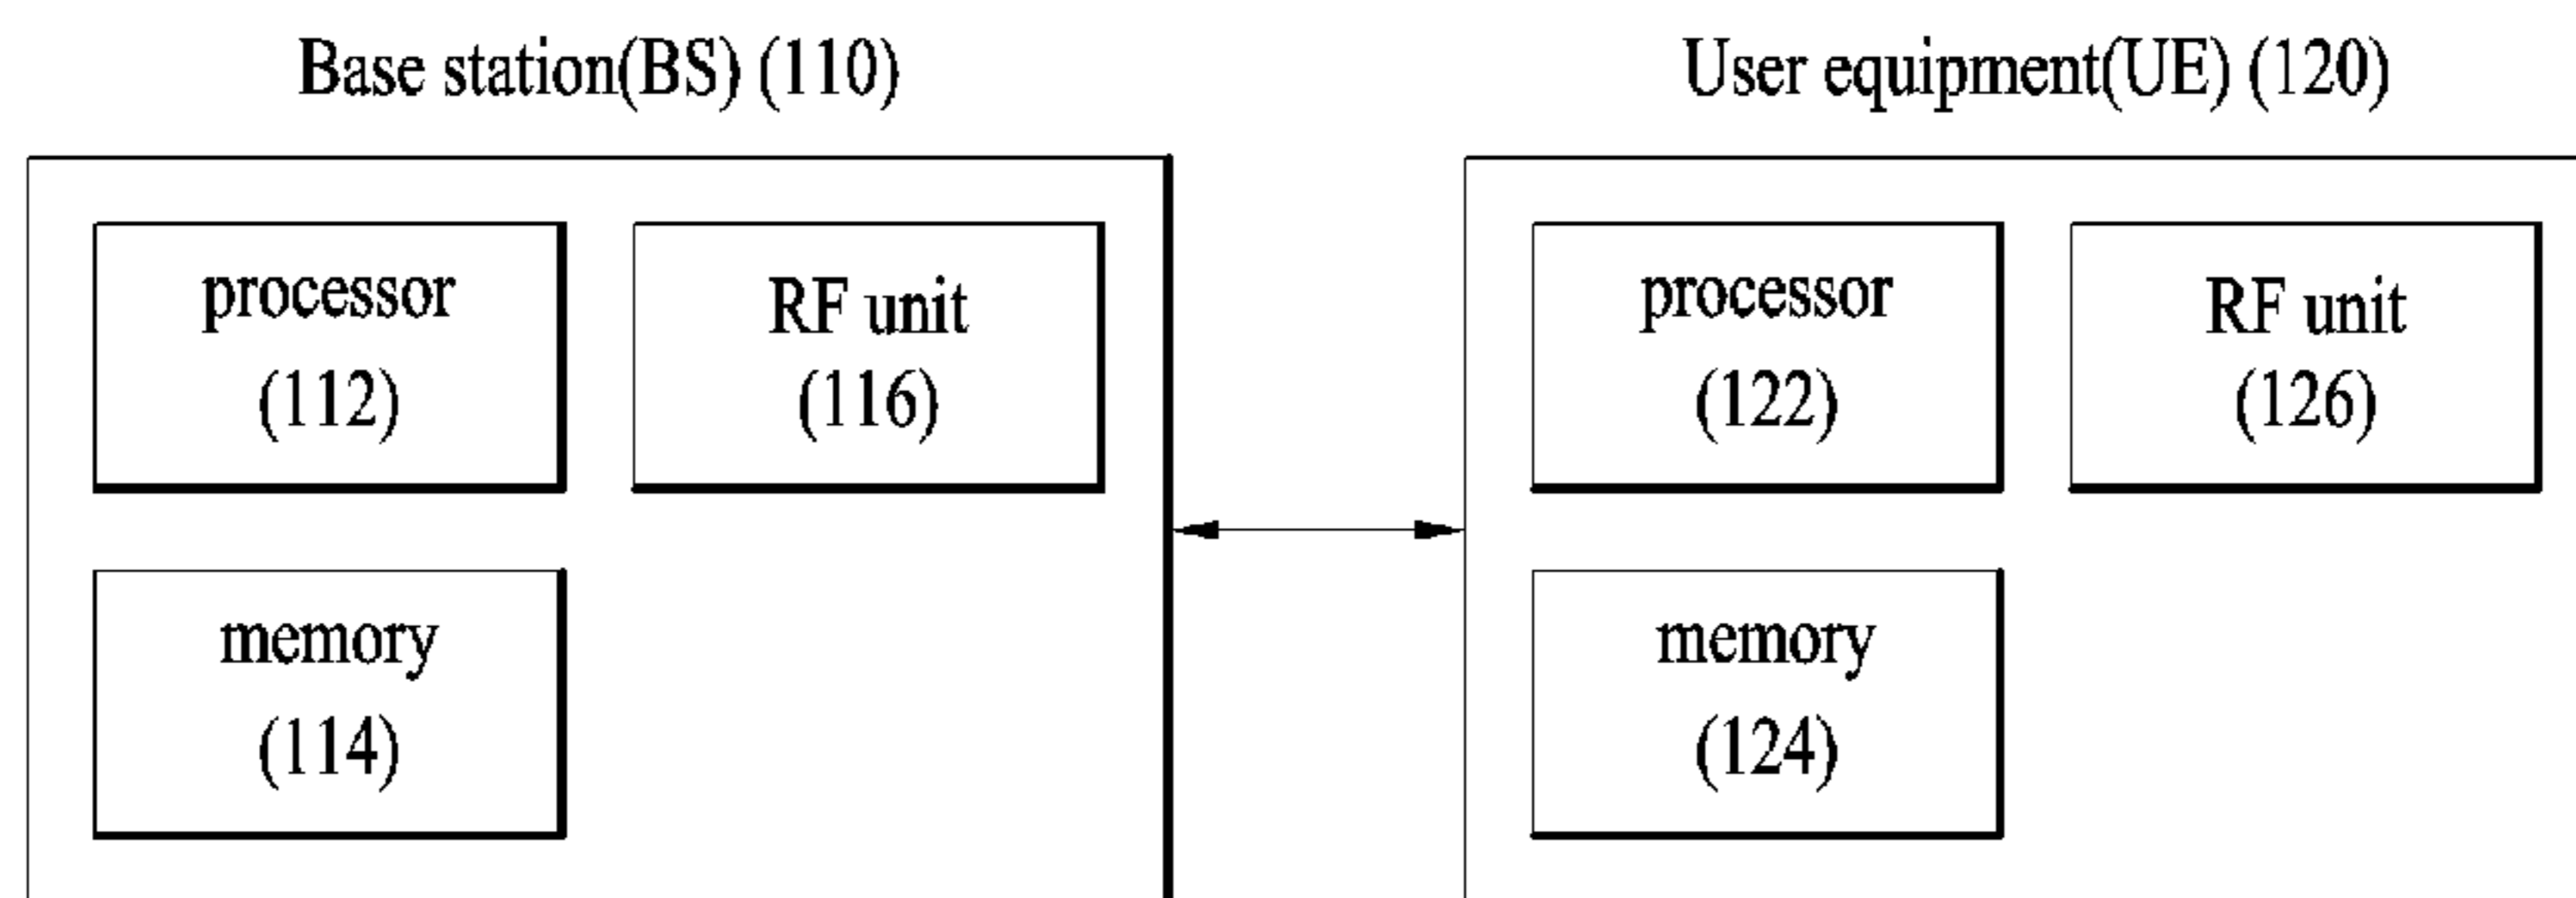 Base station(BS) (110)
processor
(112)
RF unit
(116)
memory
(114)
User equipment(UE) (120)
processor
(122)
RF unit
(126)
memory
(124)